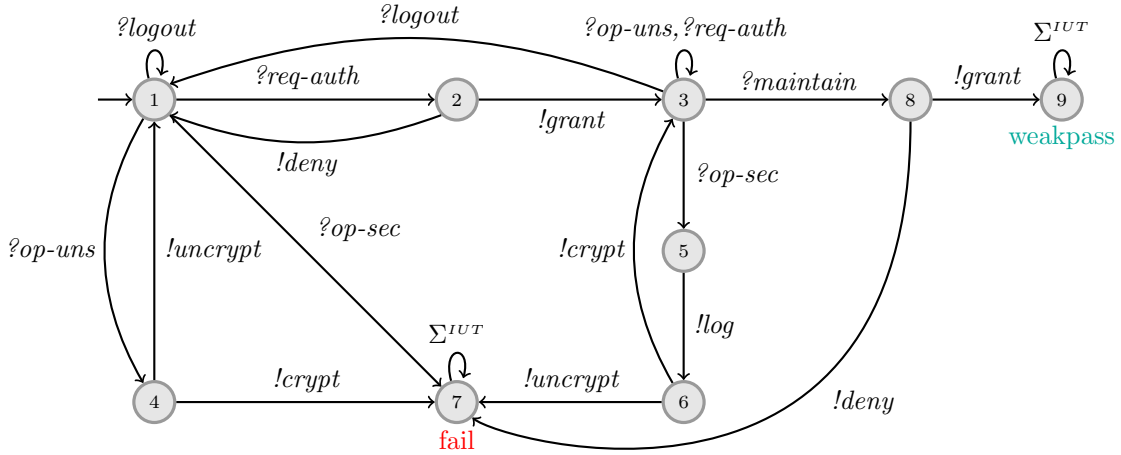 ?logout
?op-uns,?req-auth
Σ^IUT
?logout
?req-auth
?maintain
!grant
1
2
3
8
9
!grant
weakpass
!deny
?op-sec
?op-sec
?op-uns
!uncrypt
!crypt
5
!log
Σ^IUT
!crypt
!uncrypt
!deny
4
7
6
fail